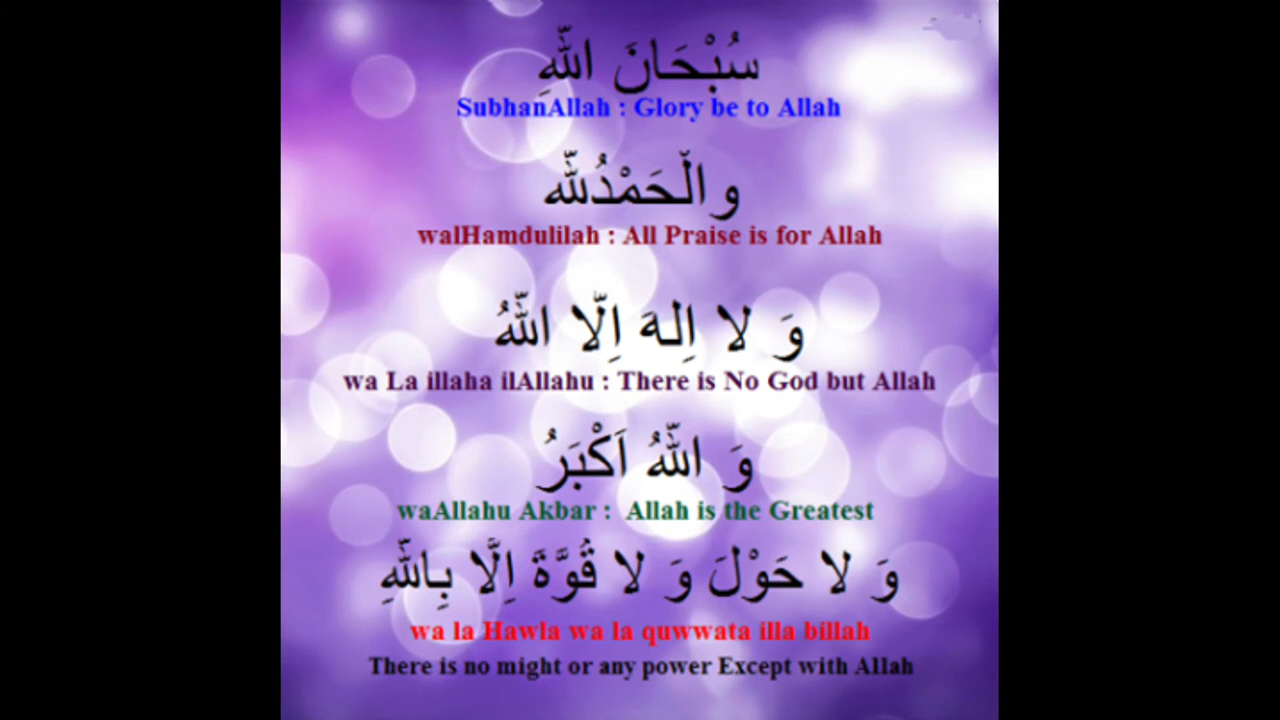 سُبْحَانَ اللّٰهِ
SubhanAllah : Glory be to Allah
والْحَمْدُلِلّٰه
walHamdulilah : All Praise is for Allah
وَ لا اِلهَ اِلَّا اللّٰهُ
wa La illaha ilAllahu : There is No God but Allah
وَ اللّٰهُ اَكْبَرُ
waAllahu Akbar : Allah is the Greatest
وَ لا حَوْلَ وَ لا قُوَّةَ اِلَّا بِاللّٰهِ
wa la Hawla wa la quwwata illa billah
There is no might or any power Except with Allah